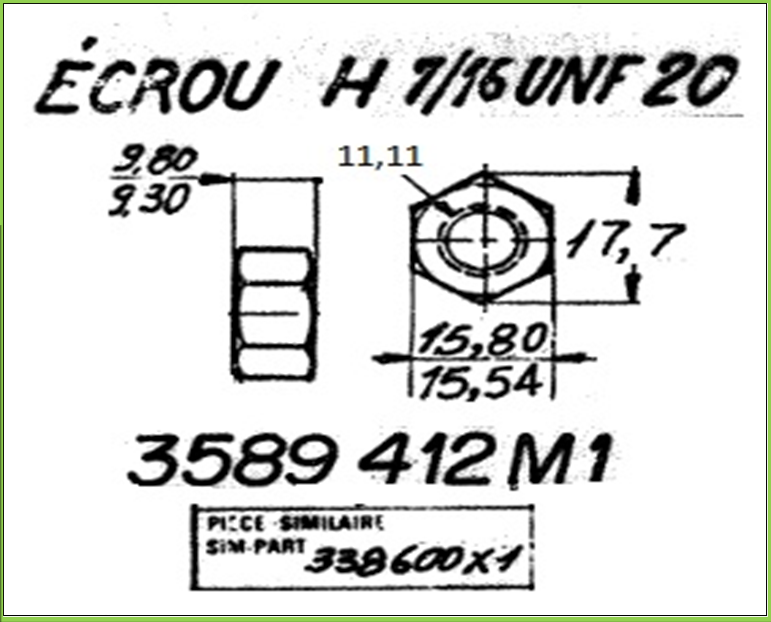 ÉCROU H 7/16 UNF 20
9,80
9,30
11,11
17,7
15,80
15,54
3589 412 M1
PIECE SIMILAIRE
SIM-PART 338600X1